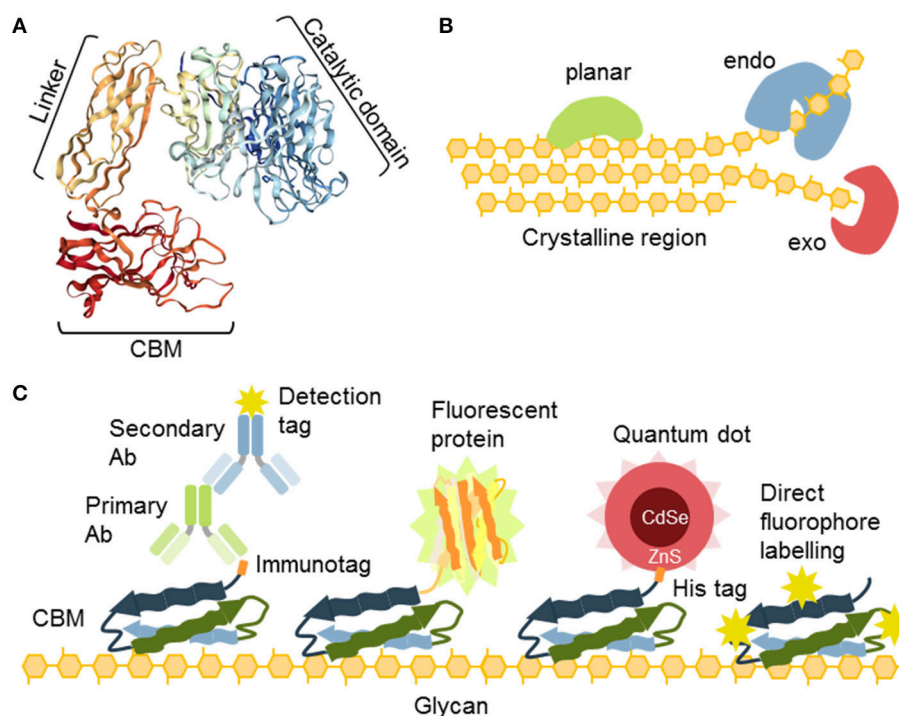 A
Linker
Catalytic domain
CBM
B
planar
endo
Crystalline region
exo
C
Detection
tag
Secondary
Ab
Primary
Ab
Immunotag
CBM
Fluorescent
protein
Quantum dot
CdSe
ZnS
His tag
Direct
fluorophore
labelling
Glycan